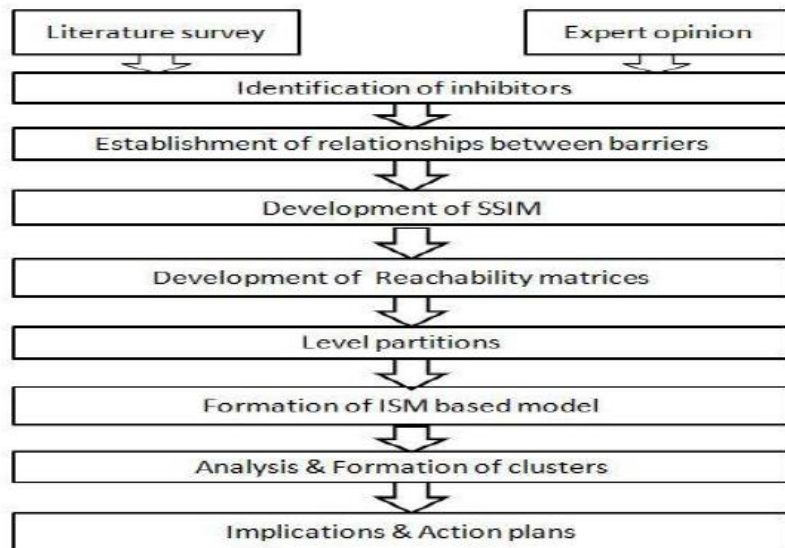 Literature survey
Expert opinion
Identification of inhibitors
Establishment of relationships between barriers
Development of SSIM
Development of Reachability matrices
Level partitions
Formation of ISM based model
Analysis & Formation of clusters
Implications & Action plans